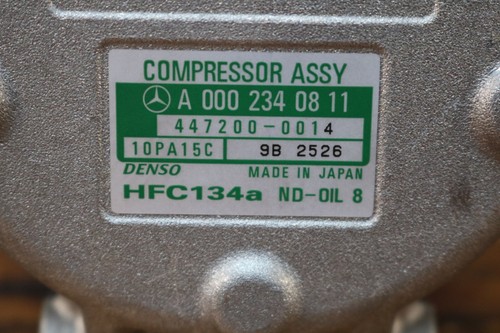 COMPRESSOR ASSY
A 000 234 08 11
447200-0014
10PA15C 9B 2526
DENSO MADE IN JAPAN
HFC134a ND-OIL 8